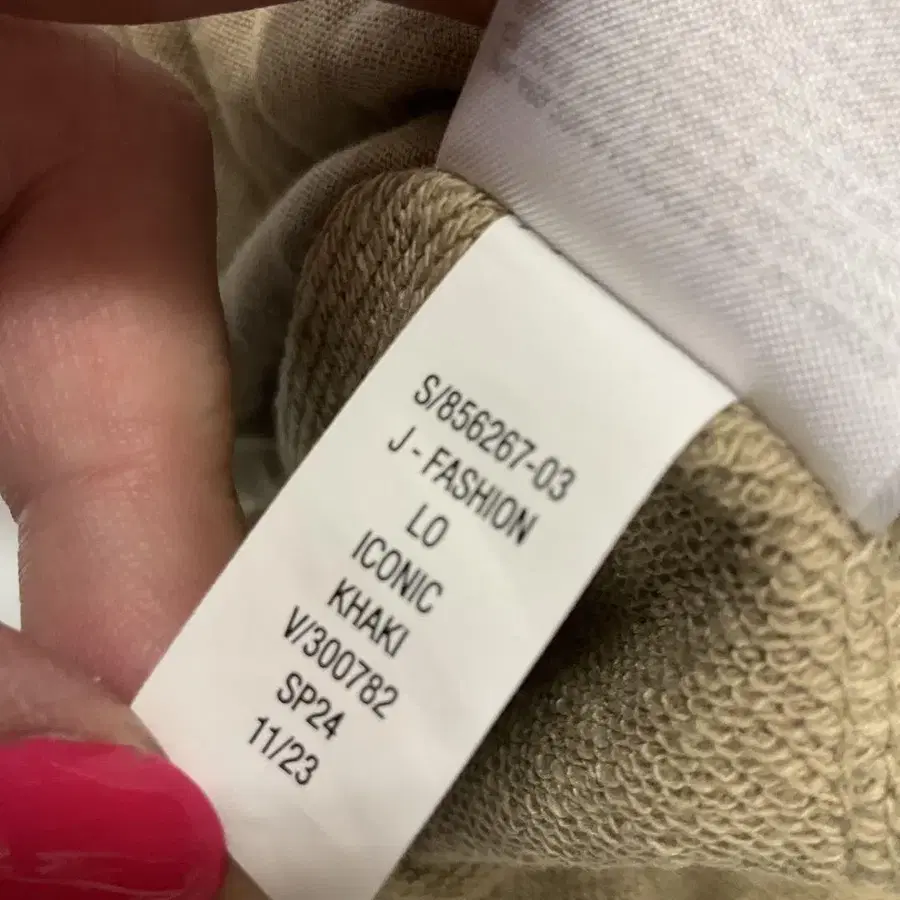 S/856267-03
J - FASHION
LO
ICONIC
KHAKI
V/300782
SP24
11/23